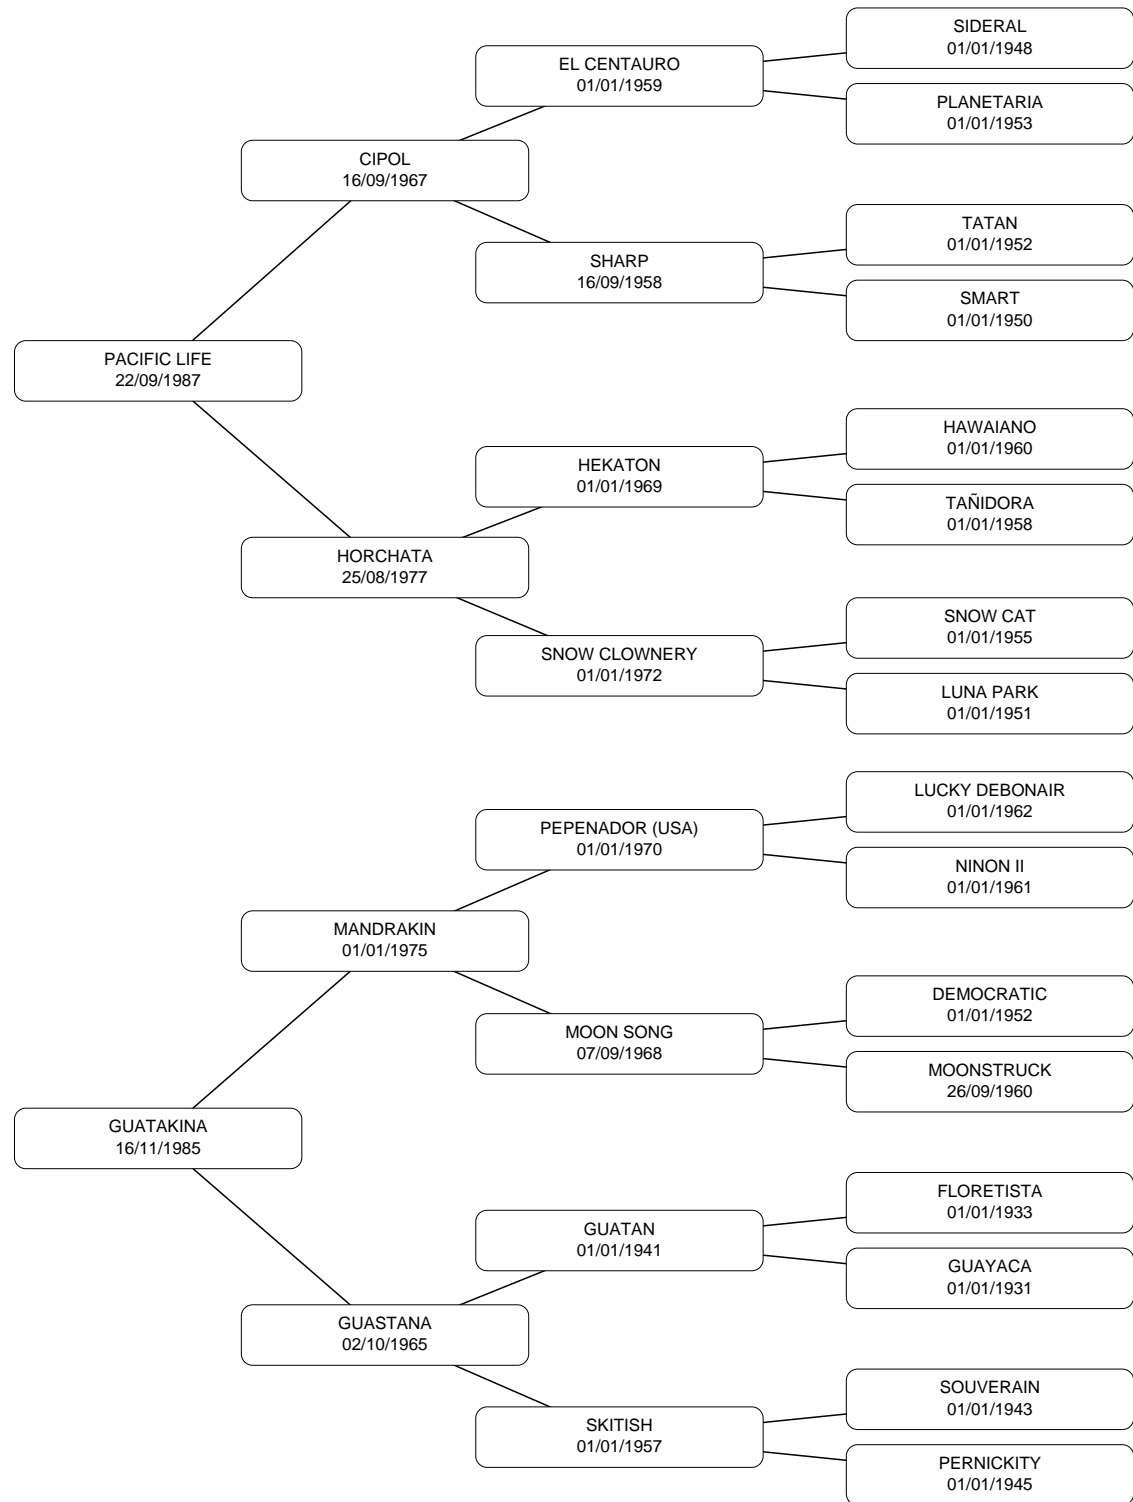 SIDERAL
01/01/1948
EL CENTAURO
01/01/1959
PLANETARIA
01/01/1953
CIPOL
16/09/1967
TATAN
01/01/1952
SHARP
16/09/1958
SMART
01/01/1950
PACIFIC LIFE
22/09/1987
HAWAIANO
01/01/1960
HEKATON
01/01/1969
TAÑIDORA
01/01/1958
HORCHATA
25/08/1977
SNOW CAT
01/01/1955
SNOW CLOWNERY
01/01/1972
LUNA PARK
01/01/1951
LUCKY DEBONAIR
01/01/1962
PEPENADOR (USA)
01/01/1970
NINON II
01/01/1961
MANDRAKIN
01/01/1975
DEMOCRATIC
01/01/1952
MOON SONG
07/09/1968
MOONSTRUCK
26/09/1960
GUATAKINA
16/11/1985
FLORETISTA
01/01/1933
GUATAN
01/01/1941
GUAYACA
01/01/1931
GUASTANA
02/10/1965
SOUVERAIN
01/01/1943
SKITISH
01/01/1957
PERNICKITY
01/01/1945